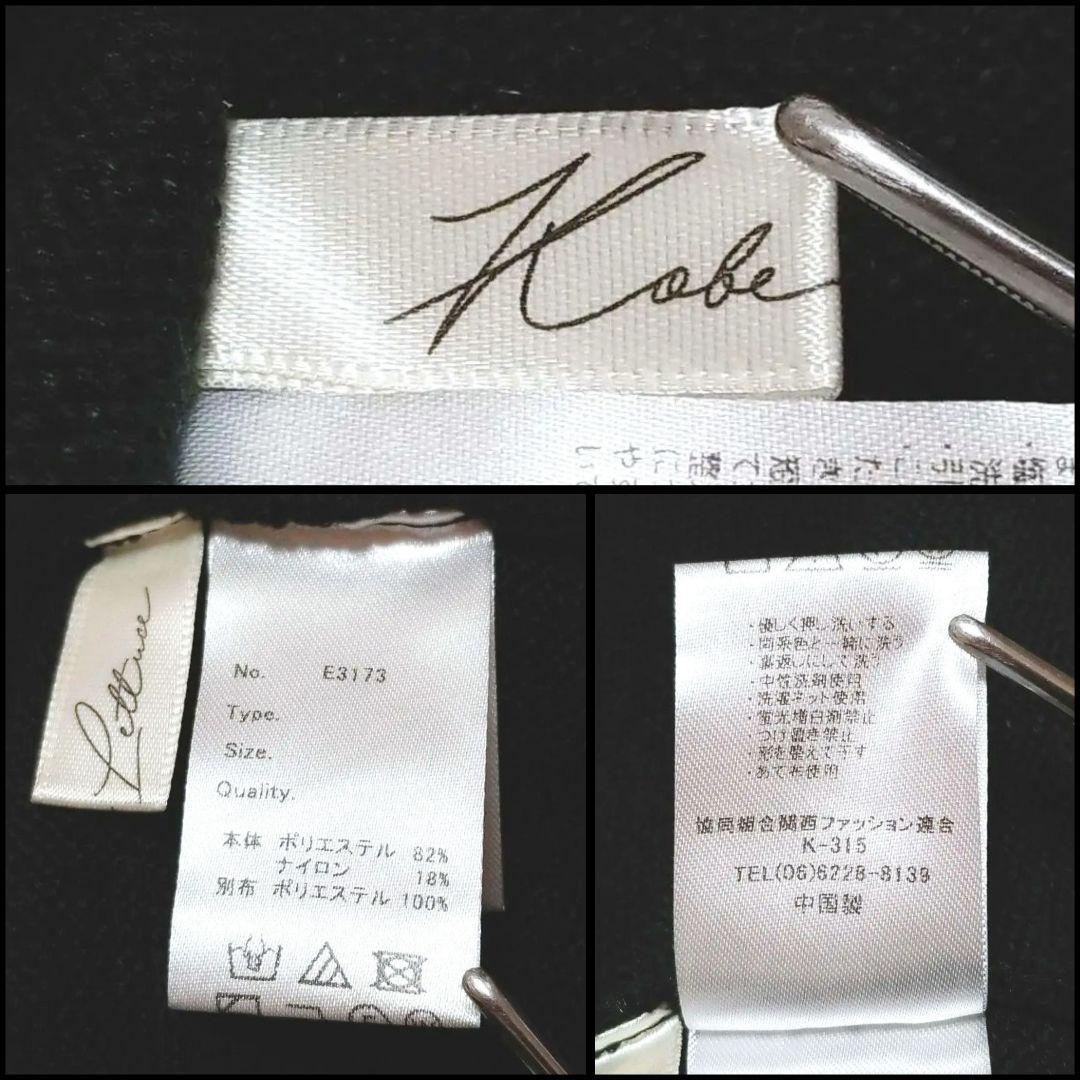 Kobe
Lettuce
No. E3173
Type.
Size.
Quality.
本体 ポリエステル 82%
ナイロン 18%
別布 ポリエステル 100%
・優しく押し洗いする
・同系色と一緒に洗う
・裏返しにして洗う
・中性洗剤使用
・洗濯ネット使用
・蛍光増白剤禁止
つけ置き禁止
・形を整えて干す
・あて布使用
協同組合関西ファッション連合
K-315
TEL(06)6228-8139
中国製